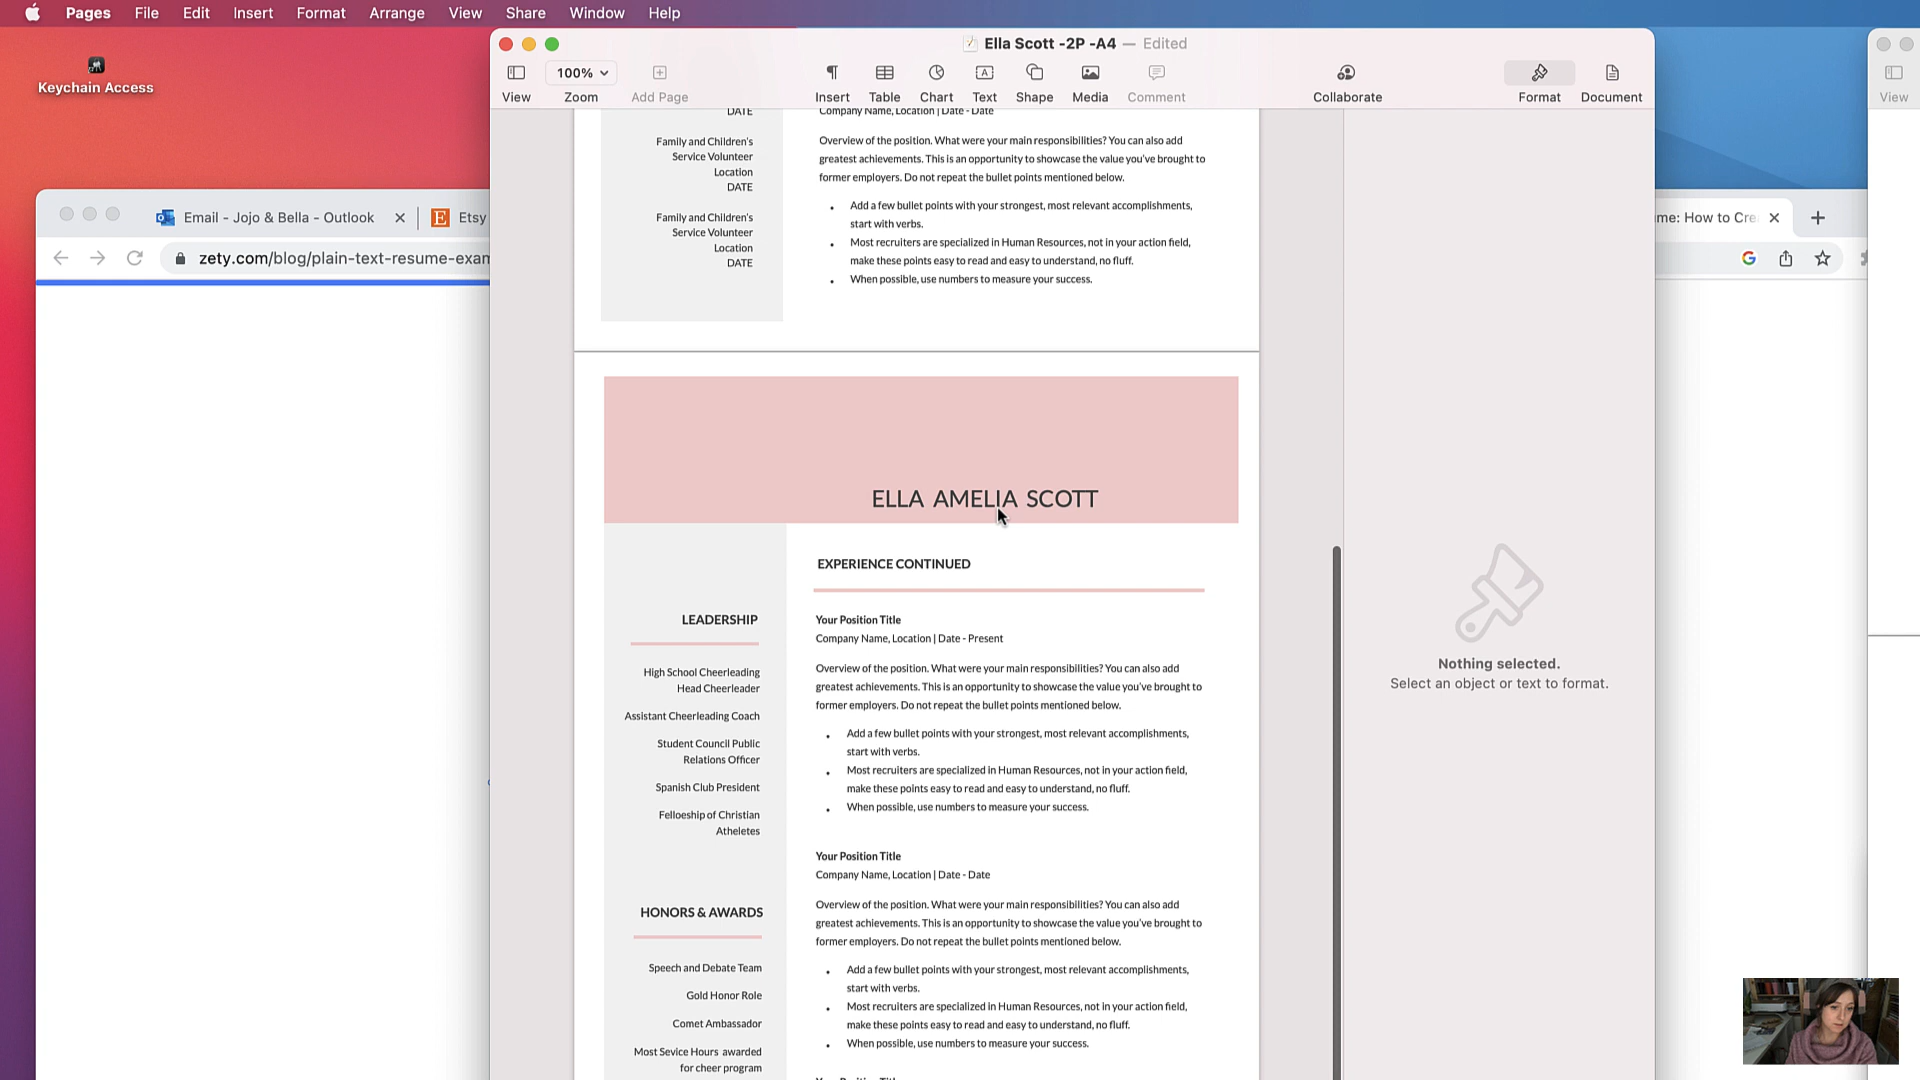 Pages File Edit Insert Format Arrange View Share Window Help
Keychain Access
Ella Scott -2P -A4 — Edited
100%
View Zoom Add Page Insert Table Chart Text Shape Media Comment Collaborate Format Document
View
Email - Jojo & Bella - Outlook
Etsy
me: How to Cre
zety.com/blog/plain-text-resume-exam
DATE
Family and Children's
Service Volunteer
Location
DATE
Family and Children's
Service Volunteer
Location
DATE
Company Name, Location | Date - Date
Overview of the position. What were your main responsibilities? You can also add
greatest achievements. This is an opportunity to showcase the value you've brought to
former employers. Do not repeat the bullet points mentioned below.
• Add a few bullet points with your strongest, most relevant accomplishments,
start with verbs.
• Most recruiters are specialized in Human Resources, not in your action field,
make these points easy to read and easy to understand, no fluff.
• When possible, use numbers to measure your success.
ELLA AMELIA SCOTT
LEADERSHIP
High School Cheerleading
Head Cheerleader
Assistant Cheerleading Coach
Student Council Public
Relations Officer
Spanish Club President
Felloeship of Christian
Atheletes
HONORS & AWARDS
Speech and Debate Team
Gold Honor Role
Comet Ambassador
Most Sevice Hours awarded
for cheer program
EXPERIENCE CONTINUED
Your Position Title
Company Name, Location | Date - Present
Overview of the position. What were your main responsibilities? You can also add
greatest achievements. This is an opportunity to showcase the value you've brought to
former employers. Do not repeat the bullet points mentioned below.
• Add a few bullet points with your strongest, most relevant accomplishments,
start with verbs.
• Most recruiters are specialized in Human Resources, not in your action field,
make these points easy to read and easy to understand, no fluff.
• When possible, use numbers to measure your success.
Your Position Title
Company Name, Location | Date - Date
Overview of the position. What were your main responsibilities? You can also add
greatest achievements. This is an opportunity to showcase the value you've brought to
former employers. Do not repeat the bullet points mentioned below.
• Add a few bullet points with your strongest, most relevant accomplishments,
start with verbs.
• Most recruiters are specialized in Human Resources, not in your action field,
make these points easy to read and easy to understand, no fluff.
• When possible, use numbers to measure your success.
Nothing selected.
Select an object or text to format.